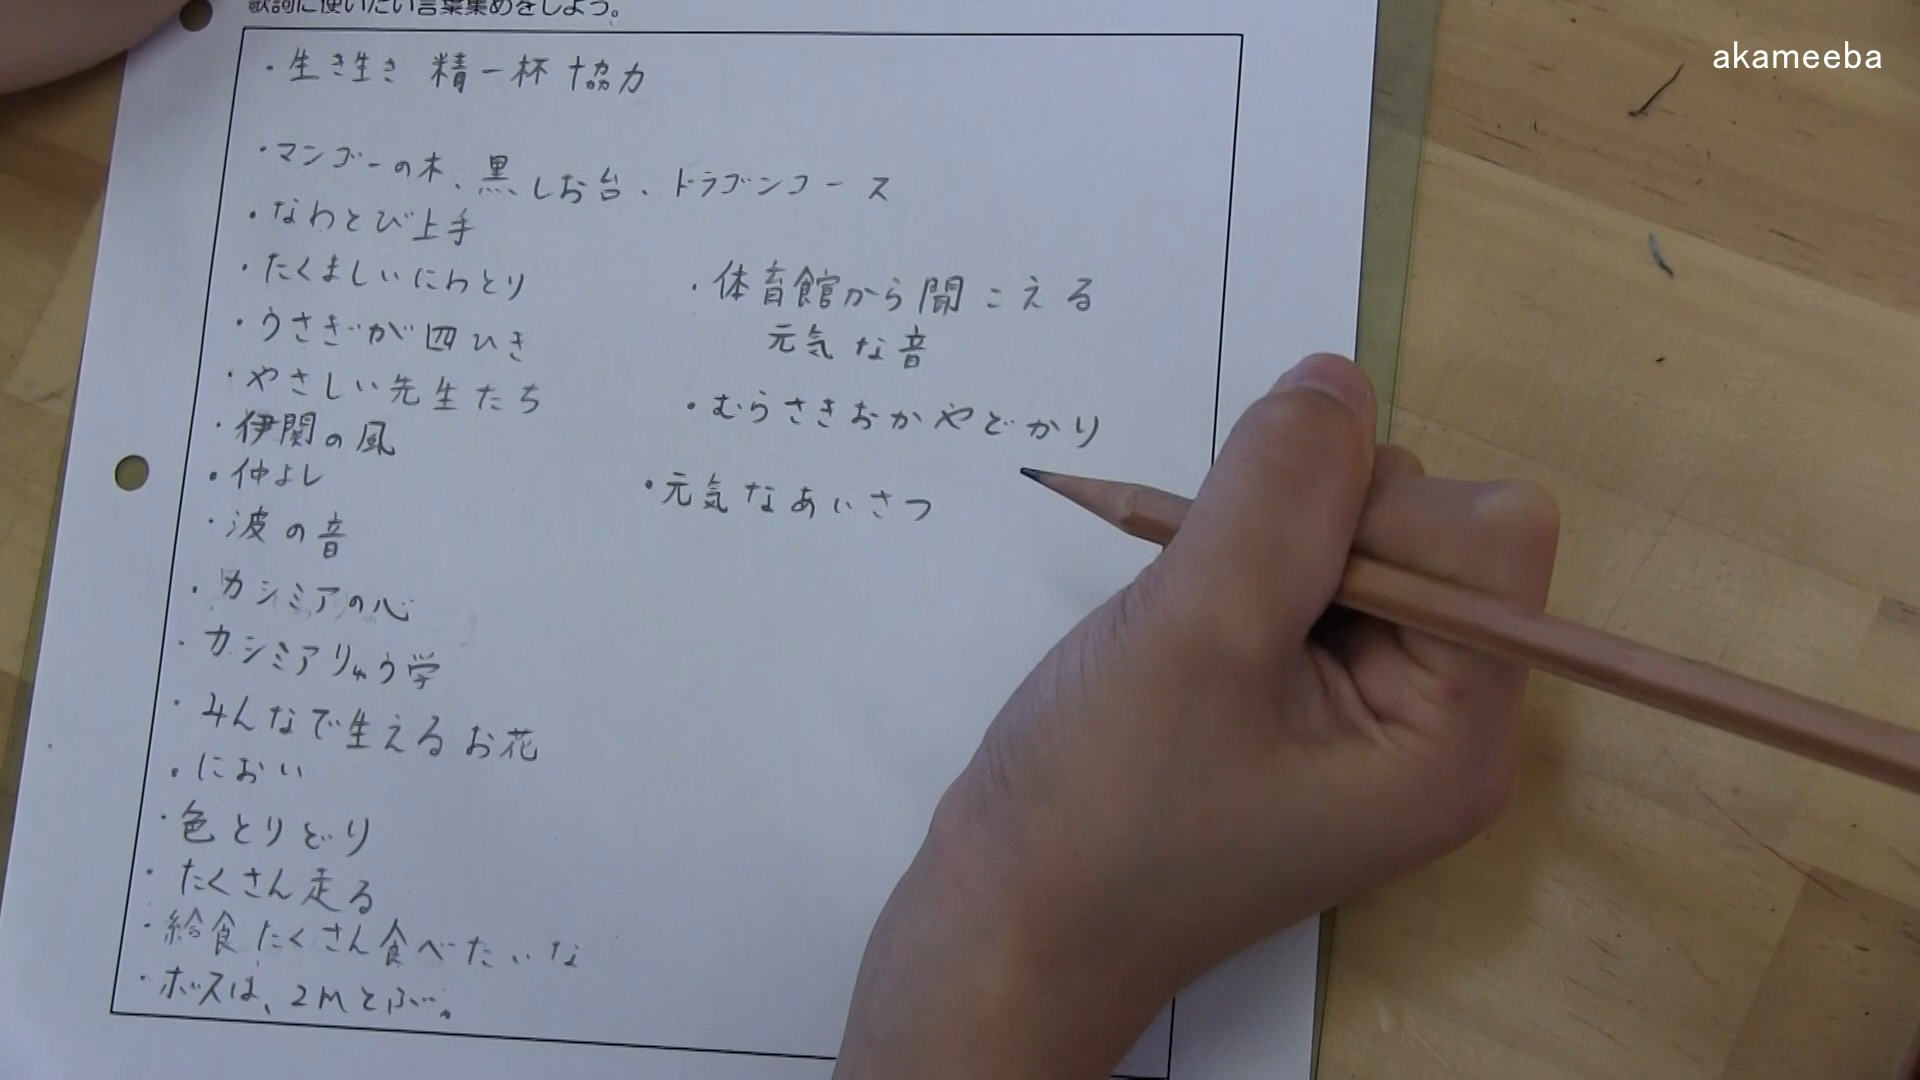 歌詞に使いたい言葉集めをしよう。
akameeba
・生き生き 精一杯 協力
・マンゴーの木、黒しお台、ドラゴンコース
・なわとび上手
・たくましいにわとり
・うさぎが四ひき
・やさしい先生たち
・伊関の風
・仲よし
・波の音
・カシミアの心
・カシミアりゅう学
・みんなで生えるお花
・におい
・色とりどり
・たくさん走る
・給食たくさん食べたいな
・ボスは、2Mとぶ。
・体育館から聞こえる
元気な音
・むらさきおかやどかり
・元気なあいさつ